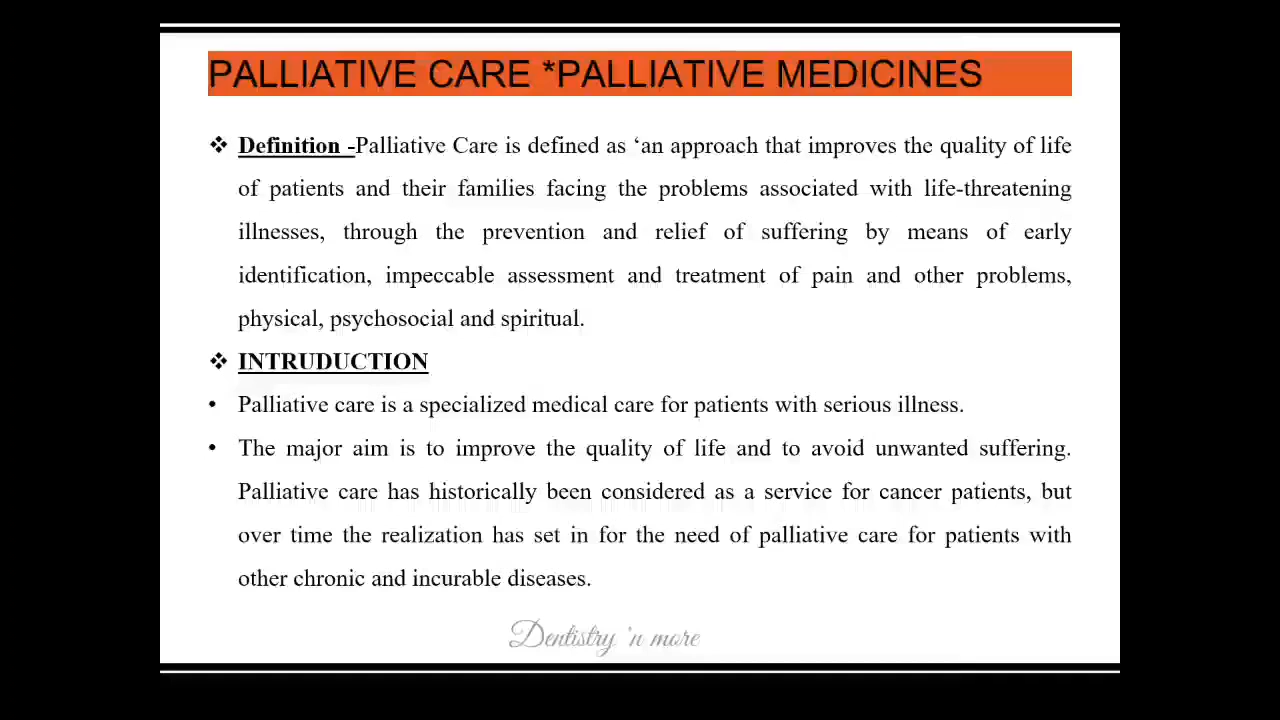 PALLIATIVE CARE *PALLIATIVE MEDICINES
❖ Definition -Palliative Care is defined as ‘an approach that improves the quality of life
of patients and their families facing the problems associated with life-threatening
illnesses, through the prevention and relief of suffering by means of early
identification, impeccable assessment and treatment of pain and other problems,
physical, psychosocial and spiritual.
❖ INTRUDUCTION
• Palliative care is a specialized medical care for patients with serious illness.
• The major aim is to improve the quality of life and to avoid unwanted suffering.
Palliative care has historically been considered as a service for cancer patients, but
over time the realization has set in for the need of palliative care for patients with
other chronic and incurable diseases.
Dentistry 'n more